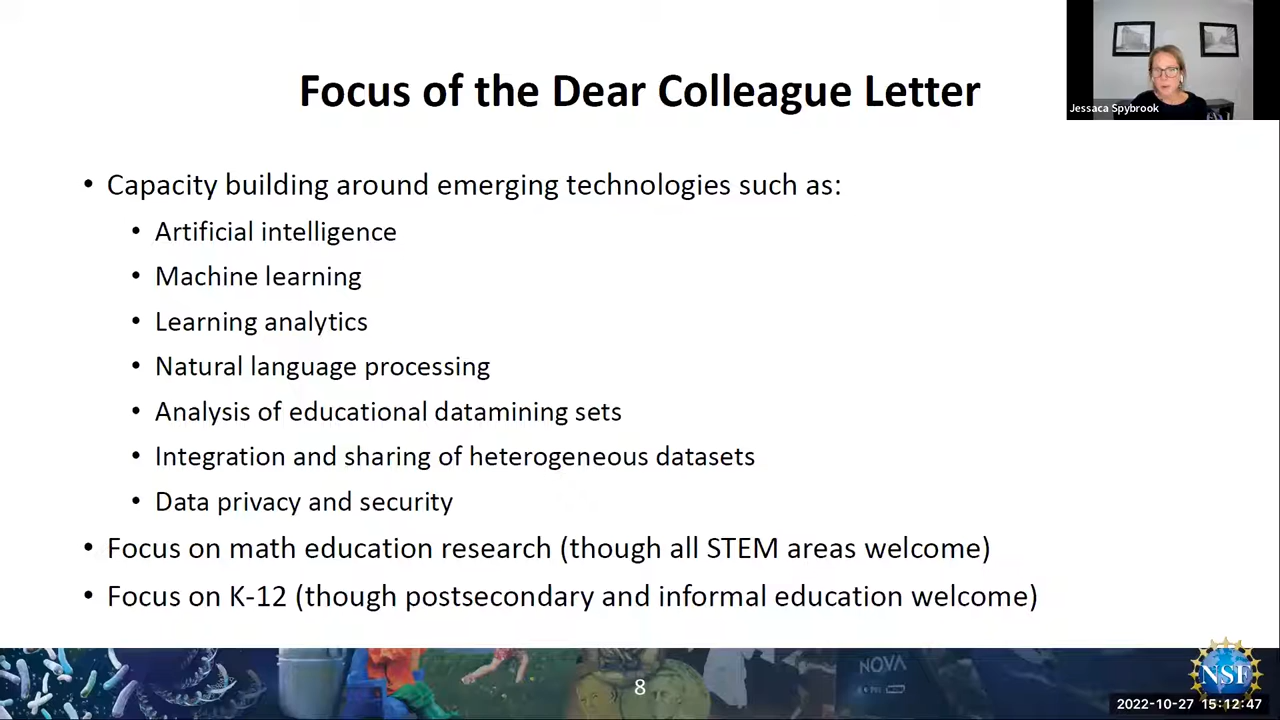 Focus of the Dear Colleague Letter
Jessaca Spybrook
• Capacity building around emerging technologies such as:
• Artificial intelligence
• Machine learning
• Learning analytics
• Natural language processing
• Analysis of educational datamining sets
• Integration and sharing of heterogeneous datasets
• Data privacy and security
• Focus on math education research (though all STEM areas welcome)
• Focus on K-12 (though postsecondary and informal education welcome)
NOVA
8
NSF
2022-10-27 15:12:47